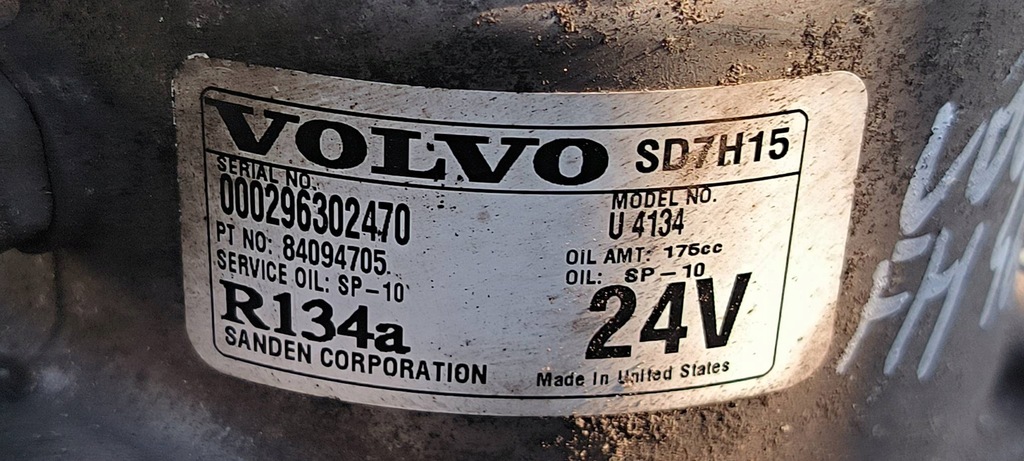 VOLVO SD7H15
SERIAL NO.
000296302470
PT NO: 84094705
SERVICE OIL: SP-10
R134a
SANDEN CORPORATION
MODEL NO.
U 4134
OIL AMT: 175cc
OIL: SP-10
24V
Made In United States
FH